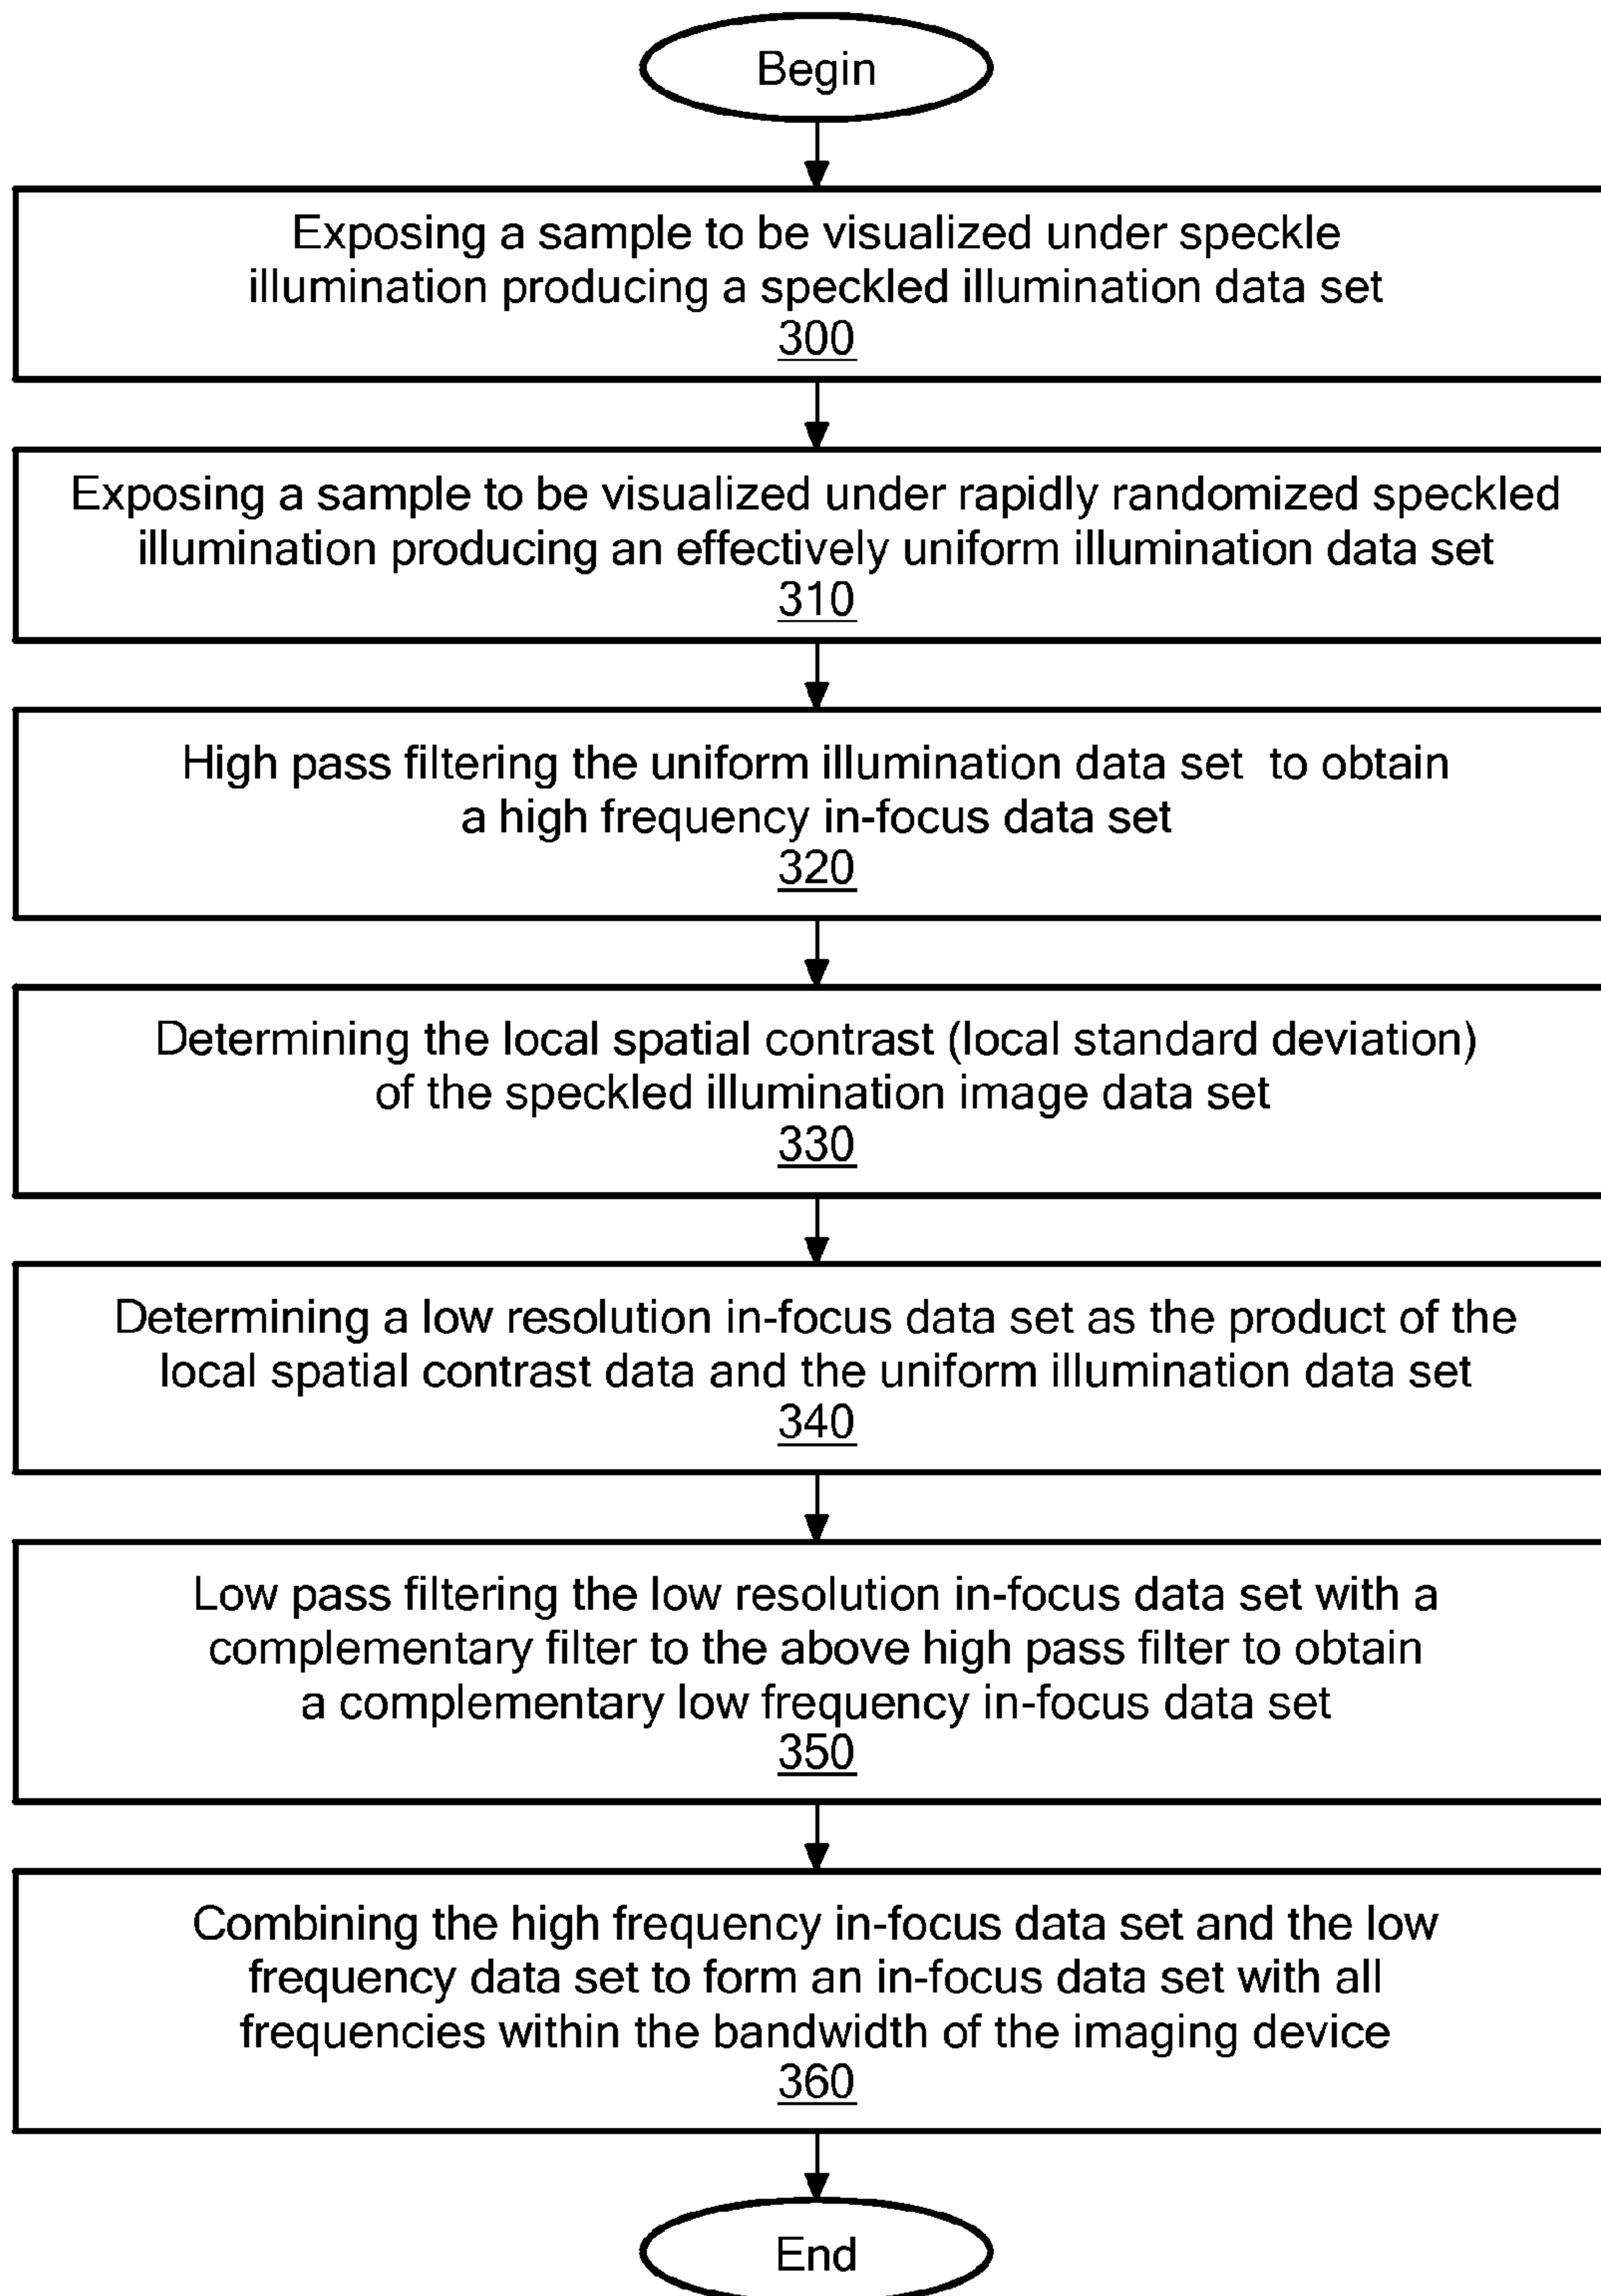 Begin
Exposing a sample to be visualized under speckle
illumination producing a speckled illumination data set
300
Exposing a sample to be visualized under rapidly randomized speckled
illumination producing an effectively uniform illumination data set
310
High pass filtering the uniform illumination data set to obtain
a high frequency in-focus data set
320
Determining the local spatial contrast (local standard deviation)
of the speckled illumination image data set
330
Determining a low resolution in-focus data set as the product of the
local spatial contrast data and the uniform illumination data set
340
Low pass filtering the low resolution in-focus data set with a
complementary filter to the above high pass filter to obtain
a complementary low frequency in-focus data set
350
Combining the high frequency in-focus data set and the low
frequency data set to form an in-focus data set with all
frequencies within the bandwidth of the imaging device
360
End